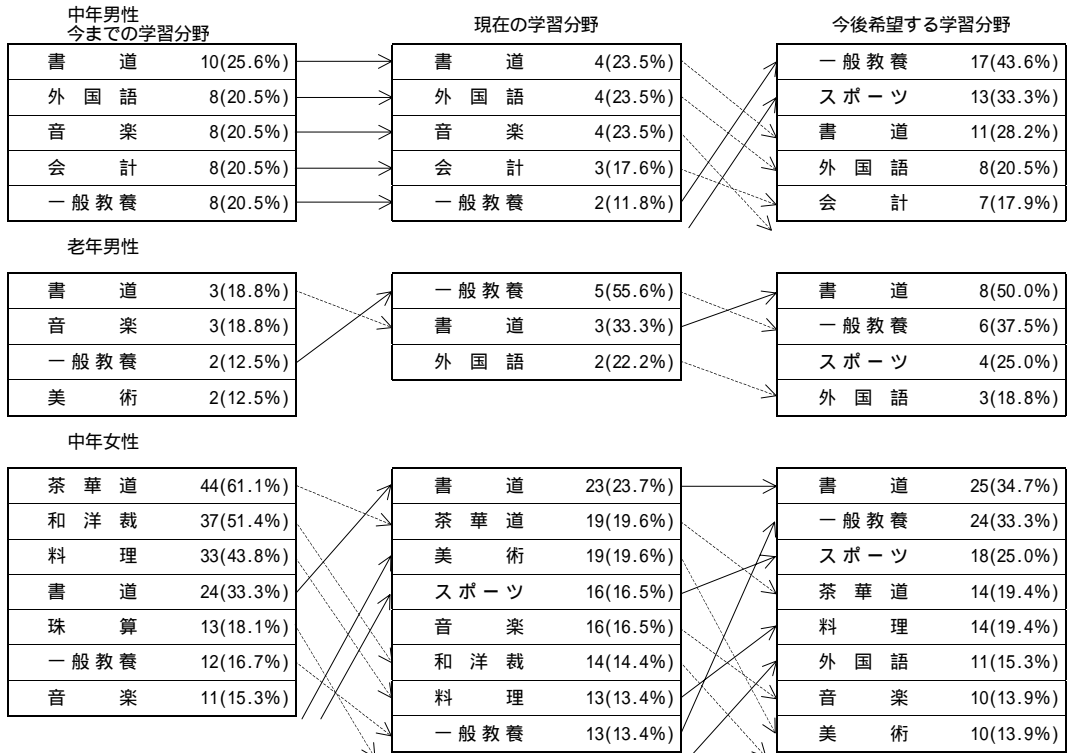 中年男性
今までの学習分野
現在の学習分野
今後希望する学習分野
書道 10(25.6%)
外国語 8(20.5%)
音楽 8(20.5%)
会計 8(20.5%)
一般教養 8(20.5%)
書道 4(23.5%)
外国語 4(23.5%)
音楽 4(23.5%)
会計 3(17.6%)
一般教養 2(11.8%)
一般教養 17(43.6%)
スポーツ 13(33.3%)
書道 11(28.2%)
外国語 8(20.5%)
会計 7(17.9%)
老年男性
書道 3(18.8%)
音楽 3(18.8%)
一般教養 2(12.5%)
美術 2(12.5%)
一般教養 5(55.6%)
書道 3(33.3%)
外国語 2(22.2%)
書道 8(50.0%)
一般教養 6(37.5%)
スポーツ 4(25.0%)
外国語 3(18.8%)
中年女性
茶華道 44(61.1%)
和洋裁 37(51.4%)
料理 33(43.8%)
書道 24(33.3%)
珠算 13(18.1%)
一般教養 12(16.7%)
音楽 11(15.3%)
書道 23(23.7%)
茶華道 19(19.6%)
美術 19(19.6%)
スポーツ 16(16.5%)
音楽 16(16.5%)
和洋裁 14(14.4%)
料理 13(13.4%)
一般教養 13(13.4%)
書道 25(34.7%)
一般教養 24(33.3%)
スポーツ 18(25.0%)
茶華道 14(19.4%)
料理 14(19.4%)
外国語 11(15.3%)
音楽 10(13.9%)
美術 10(13.9%)